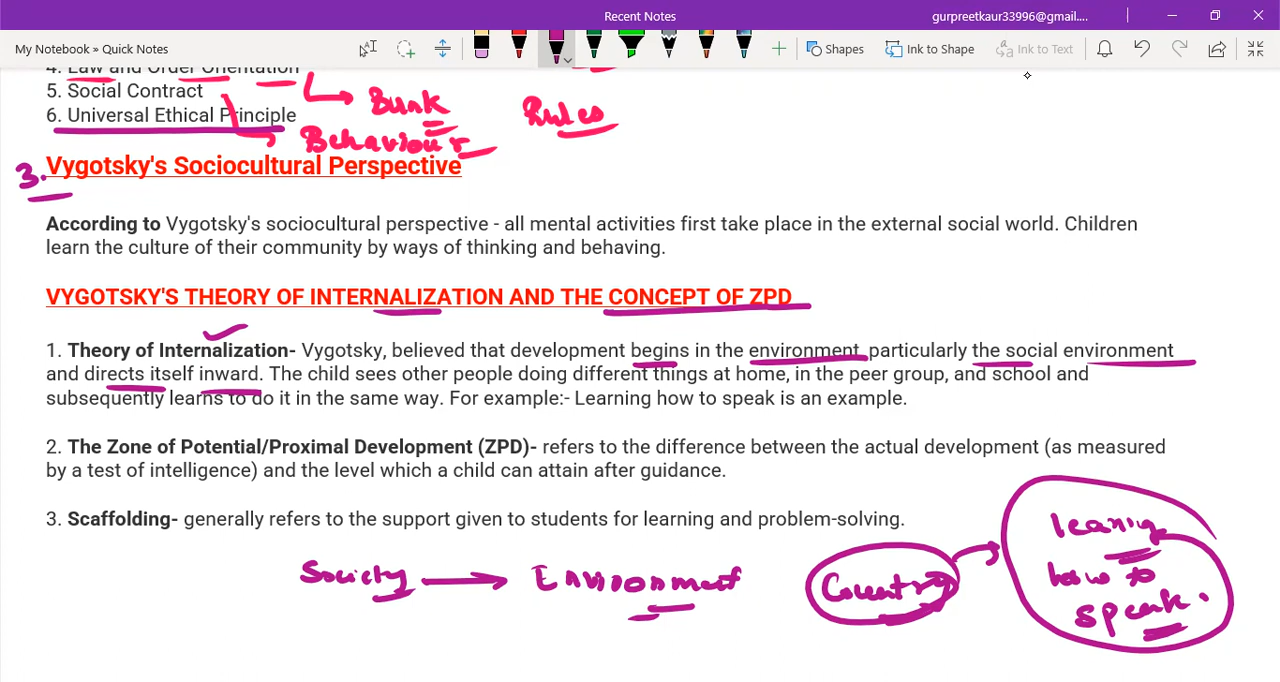 Recent Notes
gurpreetkaur33996@gmail....
My Notebook » Quick Notes
Shapes
Ink to Shape
Ink to Text
4. Law and Order Orientation
5. Social Contract
Bunk
Rules
6. Universal Ethical Principle
Behaviour
3. Vygotsky's Sociocultural Perspective
According to Vygotsky's sociocultural perspective - all mental activities first take place in the external social world. Children
learn the culture of their community by ways of thinking and behaving.
VYGOTSKY'S THEORY OF INTERNALIZATION AND THE CONCEPT OF ZPD
1. Theory of Internalization- Vygotsky, believed that development begins in the environment particularly the social environment
and directs itself inward. The child sees other people doing different things at home, in the peer group, and school and
subsequently learns to do it in the same way. For example:- Learning how to speak is an example.
2. The Zone of Potential/Proximal Development (ZPD)- refers to the difference between the actual development (as measured
by a test of intelligence) and the level which a child can attain after guidance.
3. Scaffolding- generally refers to the support given to students for learning and problem-solving.
Society
Environment
how to
speak.